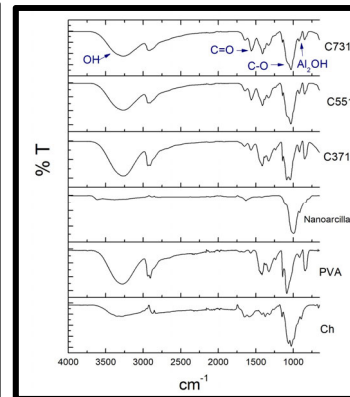 C731
OH
C=O
C-O
Al2OH
C551
C371
Nanoarcilla
PVA
Ch
% T
4000 3500 3000 2500 2000 1500 1000
cm-1